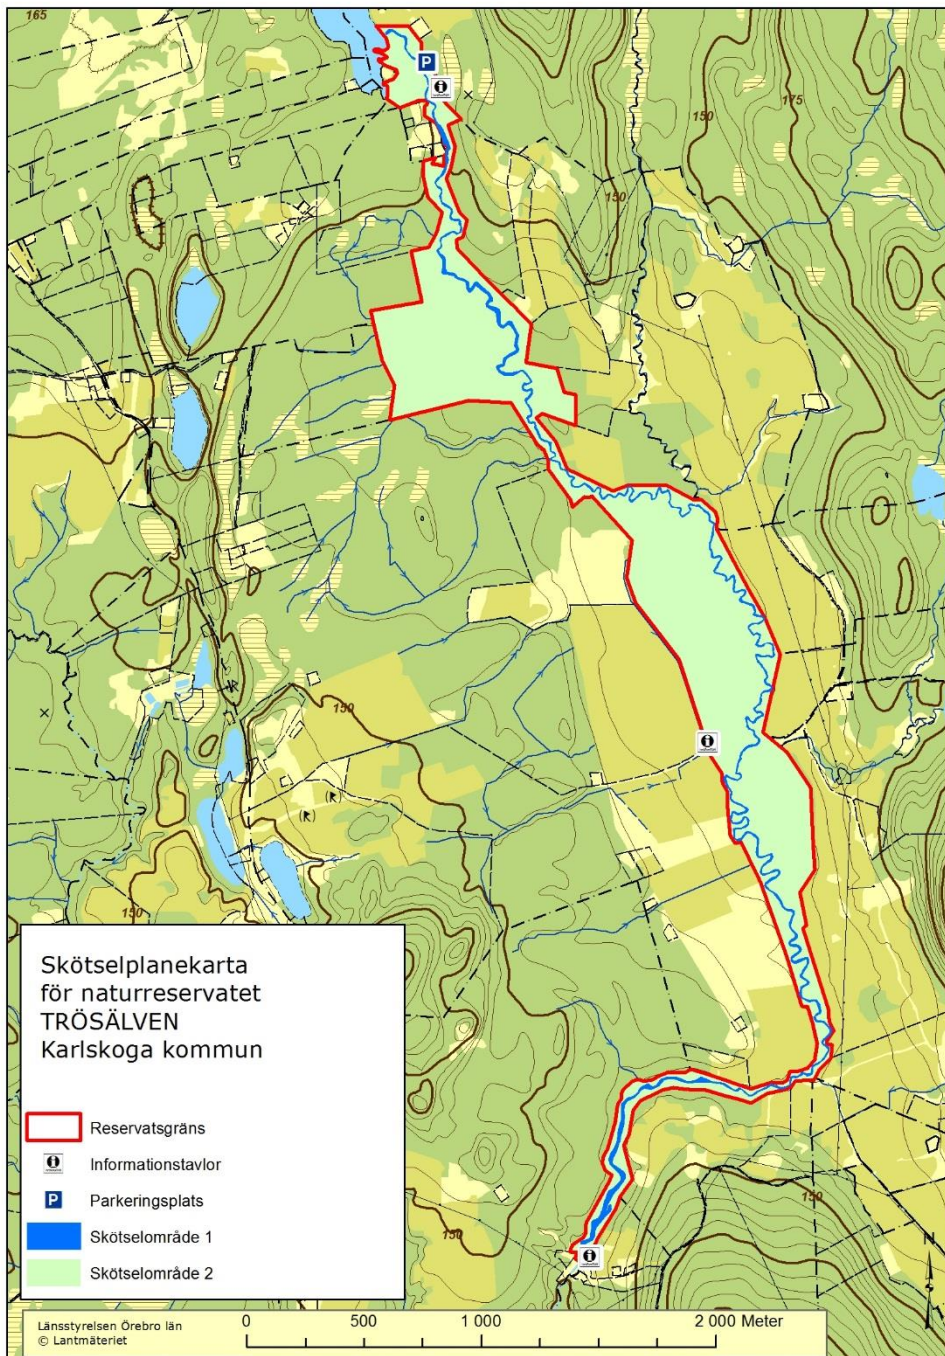 165
P
150
175
150
150
150
Skötselplanekarta
för naturreservatet
TRÖSÄLVEN
Karlskoga kommun
Reservatsgräns
Informationstavlor
P Parkeringsplats
Skötselområde 1
Skötselområde 2
150
150
N
Länsstyrelsen Örebro län
© Lantmäteriet
0 500 1 000 2 000 Meter